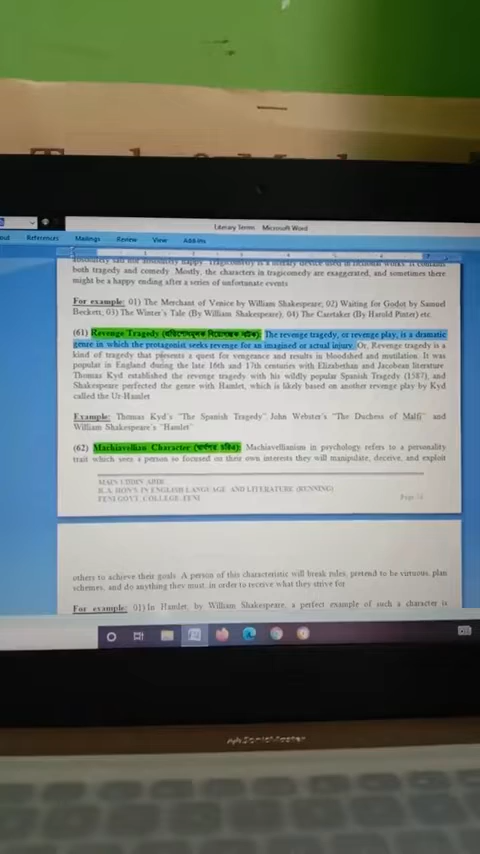 Literary Terms Microsoft Word
References Mailings Review View Add-Ins
both tragedy and comedy. Mostly, the characters in tragicomedy are exaggerated, and sometimes there
might be a happy ending after a series of unfortunate events
For example: 01) The Merchant of Venice by William Shakespeare; 02) Waiting for Godot by Samuel
Beckett; 03) The Winter's Tale (By William Shakespeare); 04) The Caretaker (By Harold Pinter) etc.
(61) Revenge Tragedy (প্রতিশোধমূলক বিয়োগান্তক নাটক): The revenge tragedy, or revenge play, is a dramatic
genre in which the protagonist seeks revenge for an imagined or actual injury. Or, Revenge tragedy is a
kind of tragedy that presents a quest for vengeance and results in bloodshed and mutilation. It was
popular in England during the late 16th and 17th centuries with Elizabethan and Jacobean literature.
Thomas Kyd established the revenge tragedy with his wildly popular Spanish Tragedy (1587), and
Shakespeare perfected the genre with Hamlet, which is likely based on another revenge play by Kyd
called the Ur-Hamlet
Example: Thomas Kyd's "The Spanish Tragedy", John Webster's "The Duchess of Malfi" and
William Shakespeare's "Hamlet"
(62) Machiavellian Character (স্বার্থপর চরিত্র): Machiavellianism in psychology refers to a personality
trait which sees a person so focused on their own interests they will manipulate, deceive, and exploit
MAIN UDDIN ABIR
B.A. HON'S IN ENGLISH LANGUAGE AND LITERATURE (RUNNING)
FENI GOVT. COLLEGE, FENI Page
others to achieve their goals. A person of this characteristic will break rules, pretend to be virtuous, plan
schemes, and do anything they must, in order to receive what they strive for
For example: 01) In Hamlet, by William Shakespeare, a perfect example of such a character is